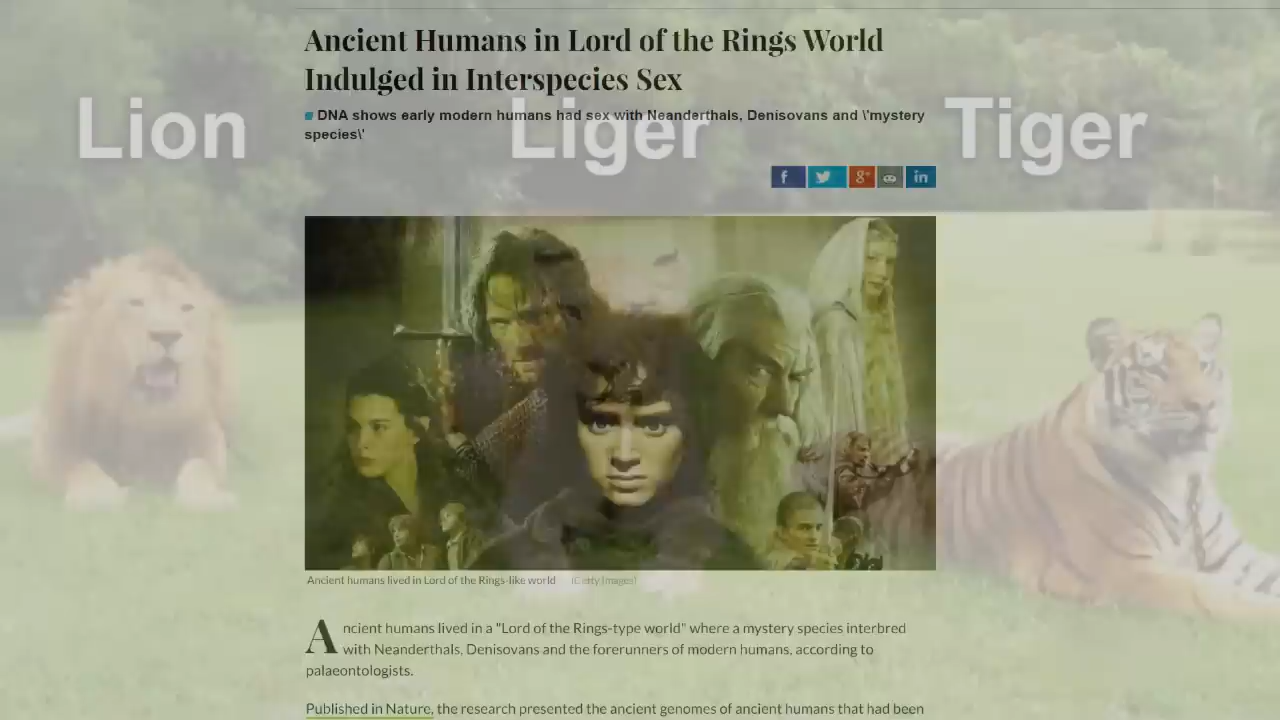 Ancient Humans in Lord of the Rings World
Indulged in Interspecies Sex
DNA shows early modern humans had sex with Neanderthals, Denisovans and \'mystery
species\'
Lion Liger Tiger
f g+ in
Ancient humans lived in Lord of the Rings-like world (Getty Images)
Ancient humans lived in a "Lord of the Rings-type world" where a mystery species interbred
with Neanderthals, Denisovans and the forerunners of modern humans, according to
palaeontologists.
Published in Nature, the research presented the ancient genomes of ancient humans that had been